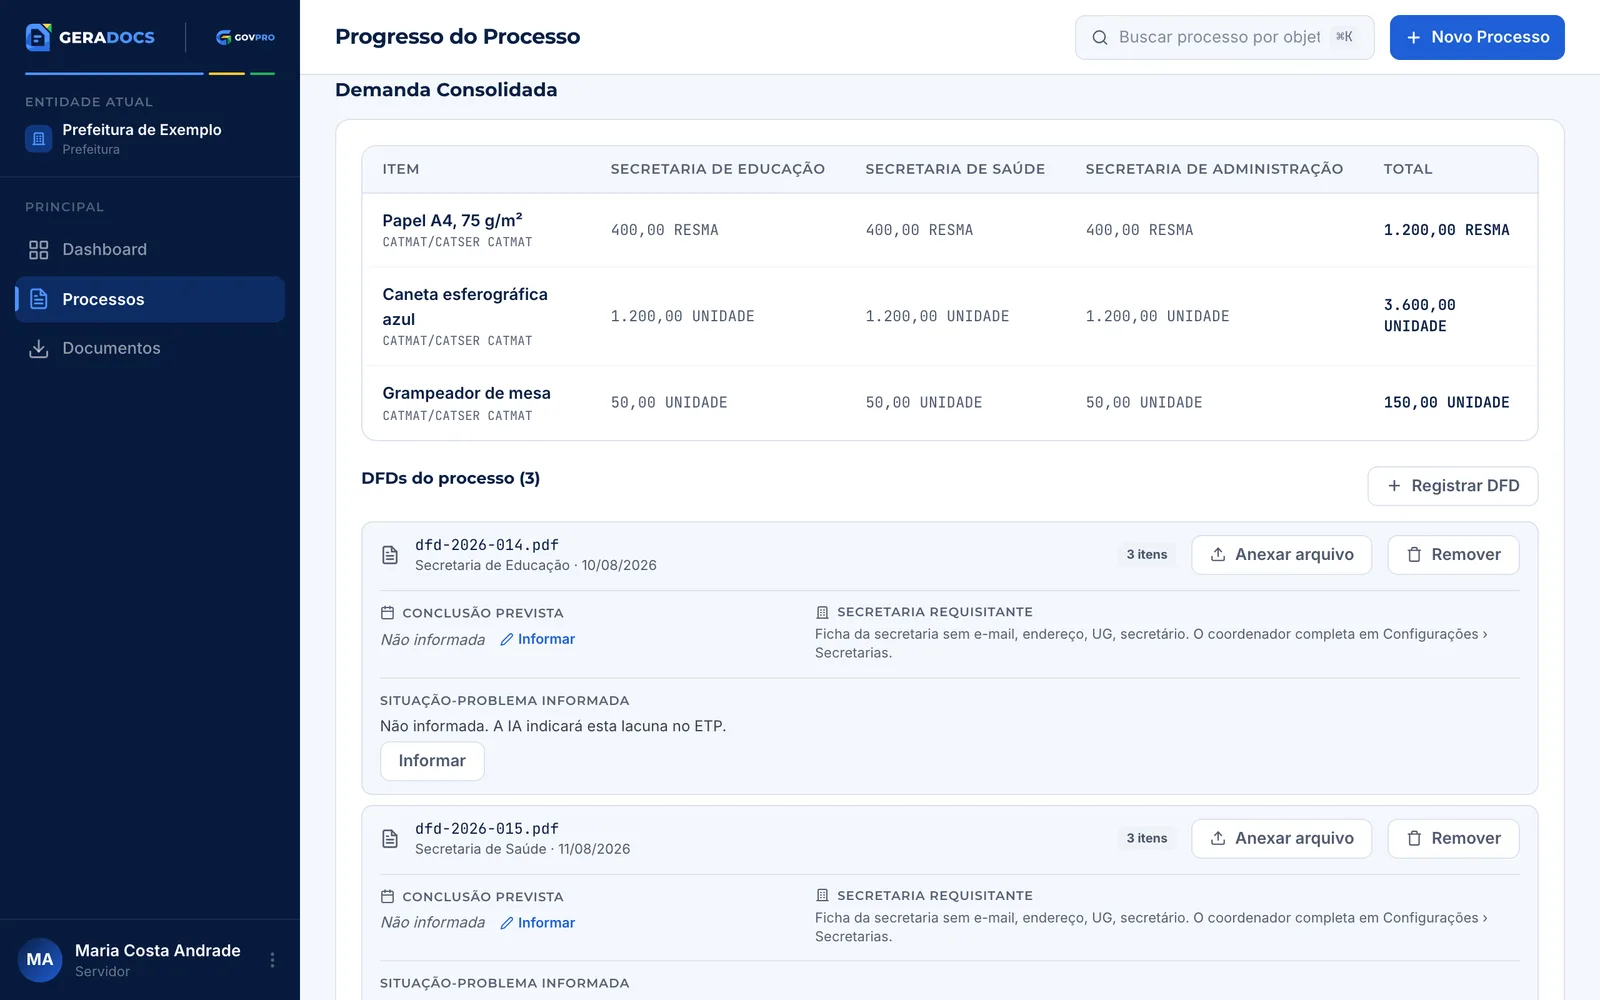 GERADOCS
GOVPRO
ENTIDADE ATUAL
Prefeitura de Exemplo
Prefeitura
PRINCIPAL
Dashboard
Processos
Documentos
MA
Maria Costa Andrade
Servidor
Progresso do Processo
Buscar processo por objet
⌘K
+ Novo Processo
Demanda Consolidada
ITEM SECRETARIA DE EDUCAÇÃO SECRETARIA DE SAÚDE SECRETARIA DE ADMINISTRAÇÃO TOTAL
Papel A4, 75 g/m²
CATMAT/CATSER CATMAT
400,00 RESMA 400,00 RESMA 400,00 RESMA 1.200,00 RESMA
Caneta esferográfica
azul
CATMAT/CATSER CATMAT
1.200,00 UNIDADE 1.200,00 UNIDADE 1.200,00 UNIDADE 3.600,00
UNIDADE
Grampeador de mesa
CATMAT/CATSER CATMAT
50,00 UNIDADE 50,00 UNIDADE 50,00 UNIDADE 150,00 UNIDADE
DFDs do processo (3)
+ Registrar DFD
dfd-2026-014.pdf
Secretaria de Educação · 10/08/2026
3 itens
Anexar arquivo
Remover
CONCLUSÃO PREVISTA
Não informada Informar
SECRETARIA REQUISITANTE
Ficha da secretaria sem e-mail, endereço, UG, secretário. O coordenador completa em Configurações ›
Secretarias.
SITUAÇÃO-PROBLEMA INFORMADA
Não informada. A IA indicará esta lacuna no ETP.
Informar
dfd-2026-015.pdf
Secretaria de Saúde · 11/08/2026
3 itens
Anexar arquivo
Remover
CONCLUSÃO PREVISTA
Não informada Informar
SECRETARIA REQUISITANTE
Ficha da secretaria sem e-mail, endereço, UG, secretário. O coordenador completa em Configurações ›
Secretarias.
SITUAÇÃO-PROBLEMA INFORMADA